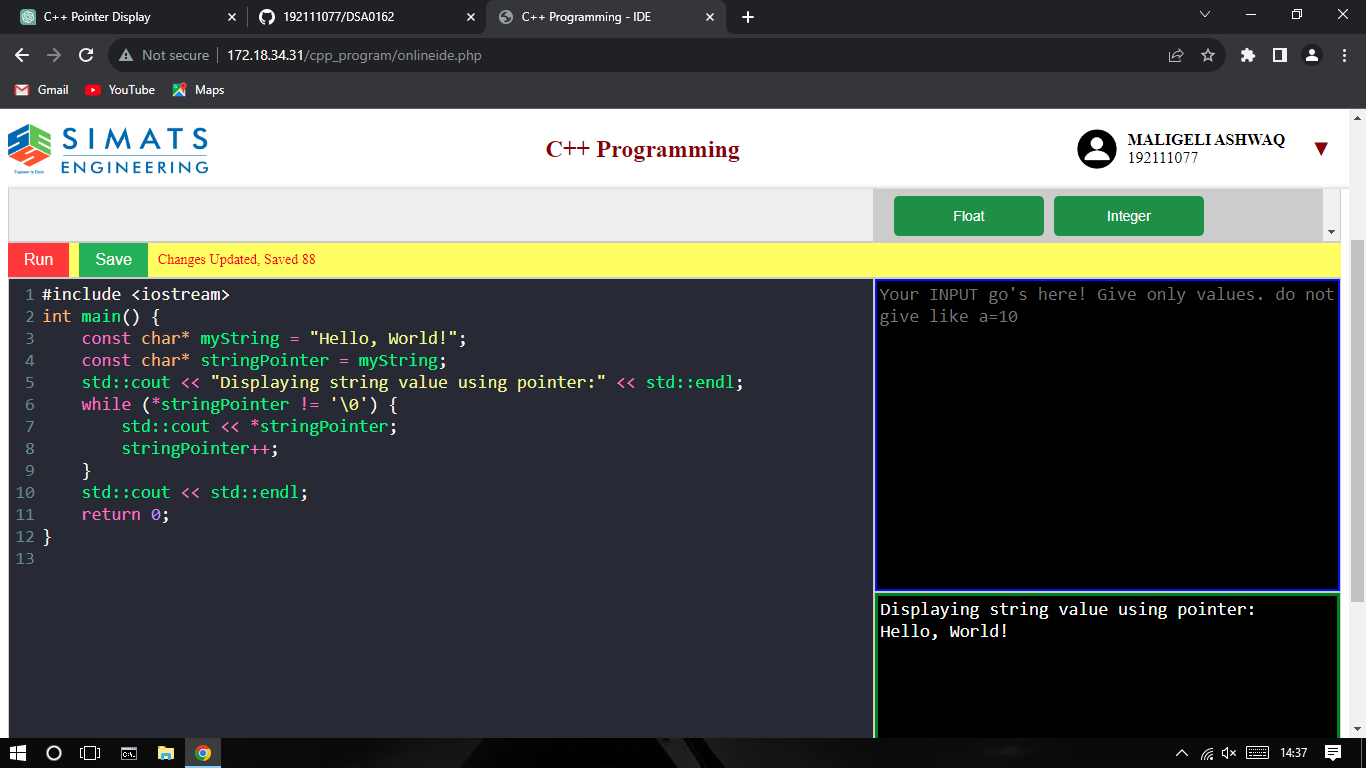 C++ Pointer Display
192111077/DSA0162
C++ Programming - IDE
Not secure
172.18.34.31/cpp_program/onlineide.php
Gmail
YouTube
Maps
SIMATS
ENGINEERING
Engineer to Excel
C++ Programming
MALIGELI ASHWAQ
192111077
Float
Integer
Run
Save
Changes Updated, Saved 88
1 #include <iostream>
2 int main() {
3     const char* myString = "Hello, World!";
4     const char* stringPointer = myString;
5     std::cout << "Displaying string value using pointer:" << std::endl;
6     while (*stringPointer != '\0') {
7         std::cout << *stringPointer;
8         stringPointer++;
9     }
10     std::cout << std::endl;
11     return 0;
12 }
13
Your INPUT go's here! Give only values. do not
give like a=10
Displaying string value using pointer:
Hello, World!
14:37